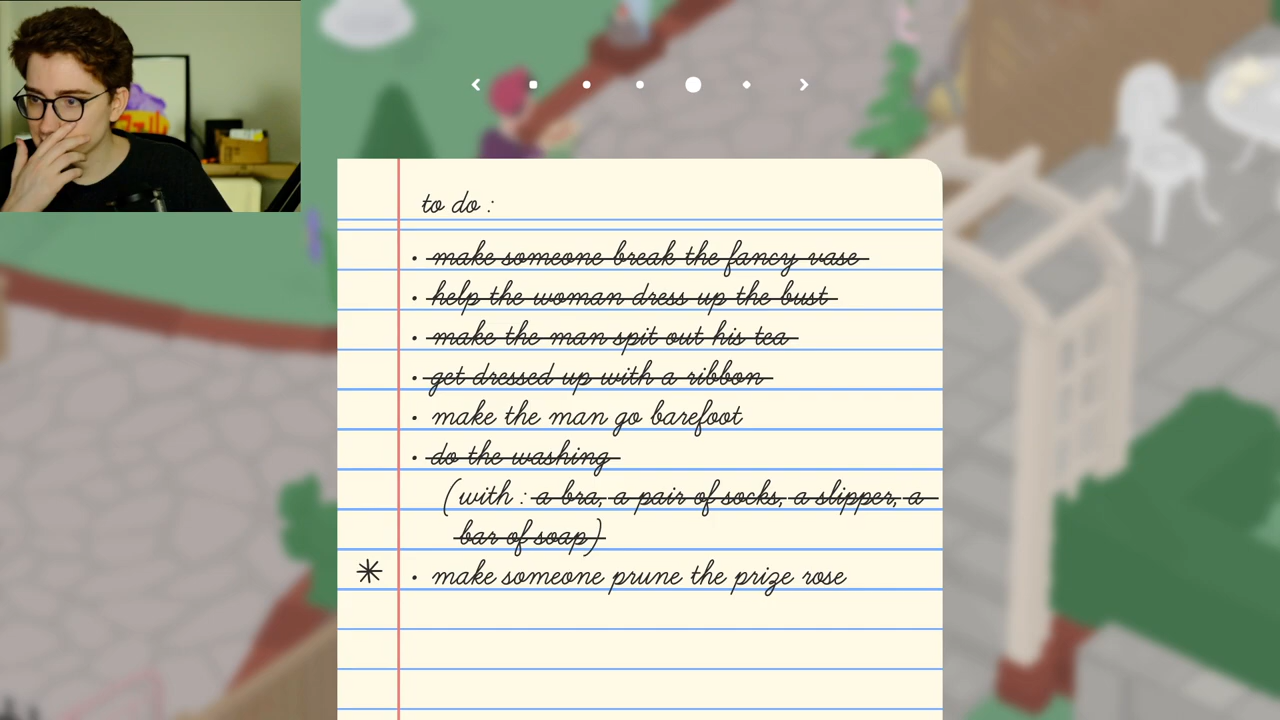 to do :
• make someone break the fancy vase
• help the woman dress up the bust
• make the man spit out his tea
• get dressed up with a ribbon
• make the man go barefoot
• do the washing
(with : a bra, a pair of socks, a slipper, a
bar of soap)
• make someone prune the prize rose